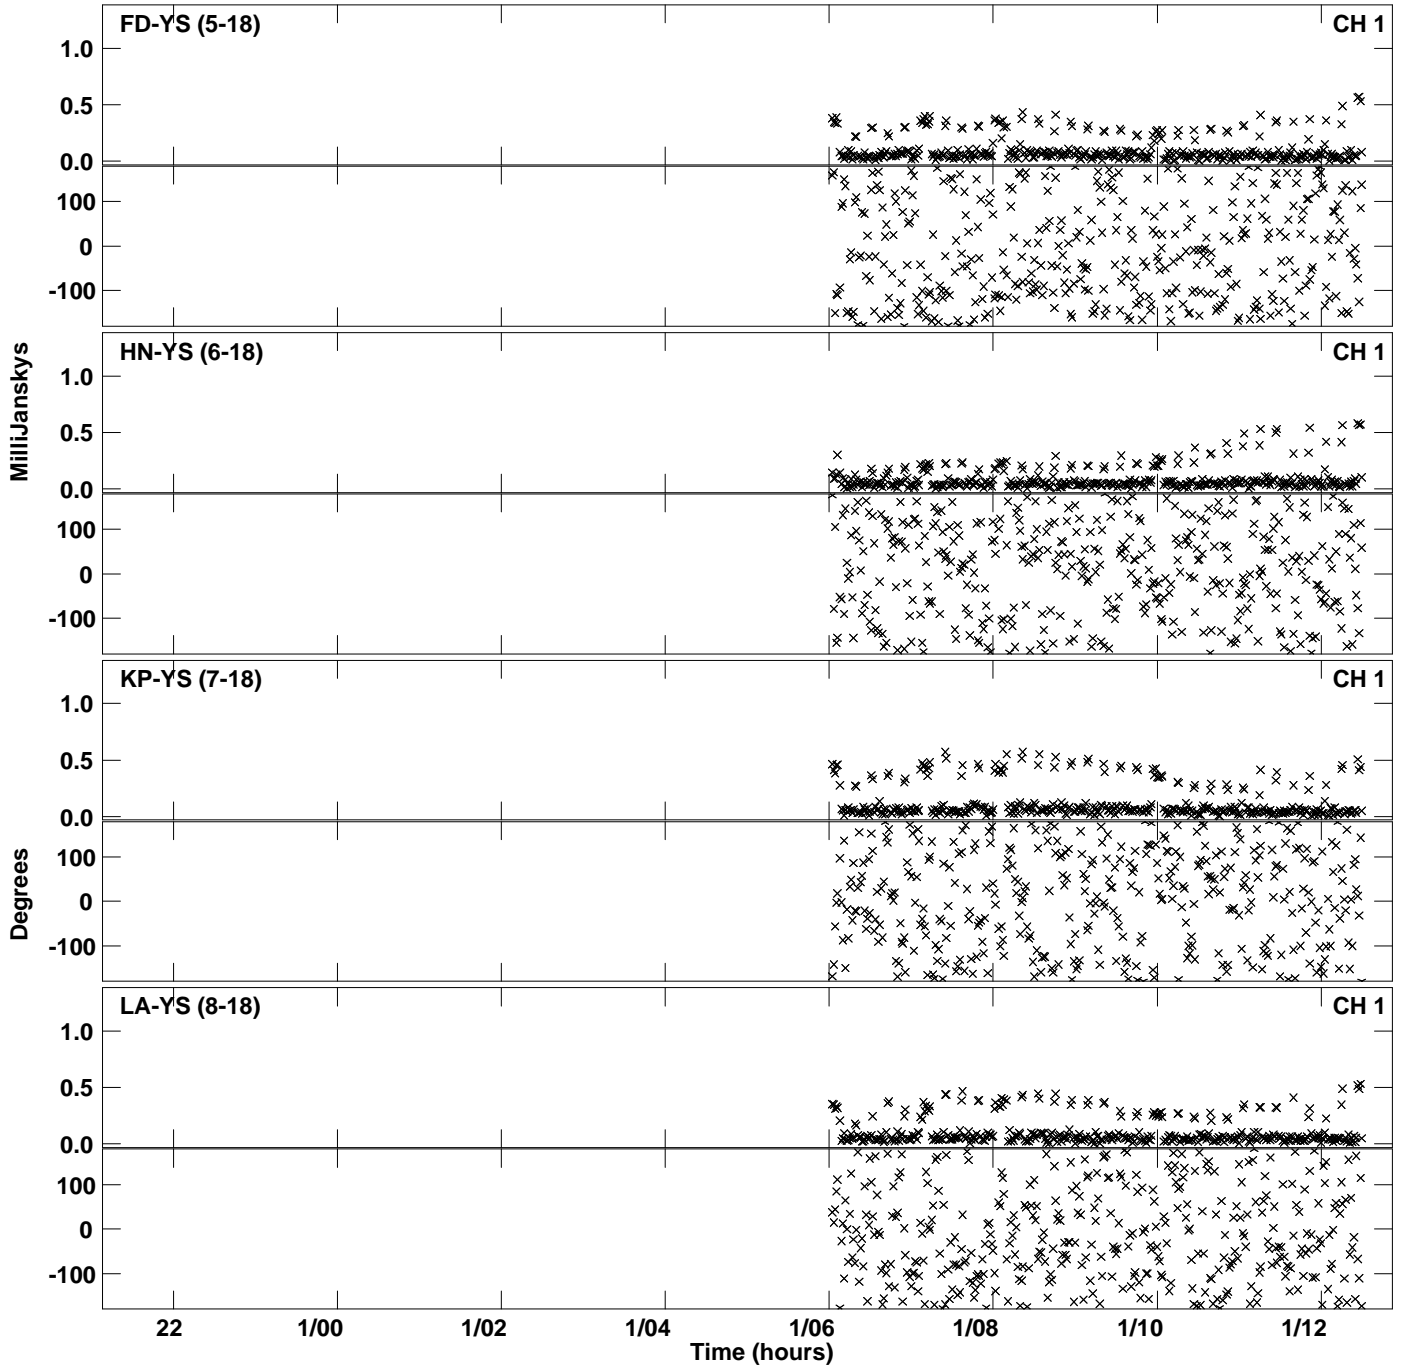 FD-YS (5-18)
CH 1
1.0
0.5
0.0
100
0
-100
HN-YS (6-18)
CH 1
1.0
0.5
0.0
100
0
-100
MilliJanskys
KP-YS (7-18)
CH 1
1.0
0.5
0.0
100
0
-100
Degrees
LA-YS (8-18)
CH 1
1.0
0.5
0.0
100
0
-100
22 1/00 1/02 1/04 1/06 1/08 1/10 1/12
Time (hours)